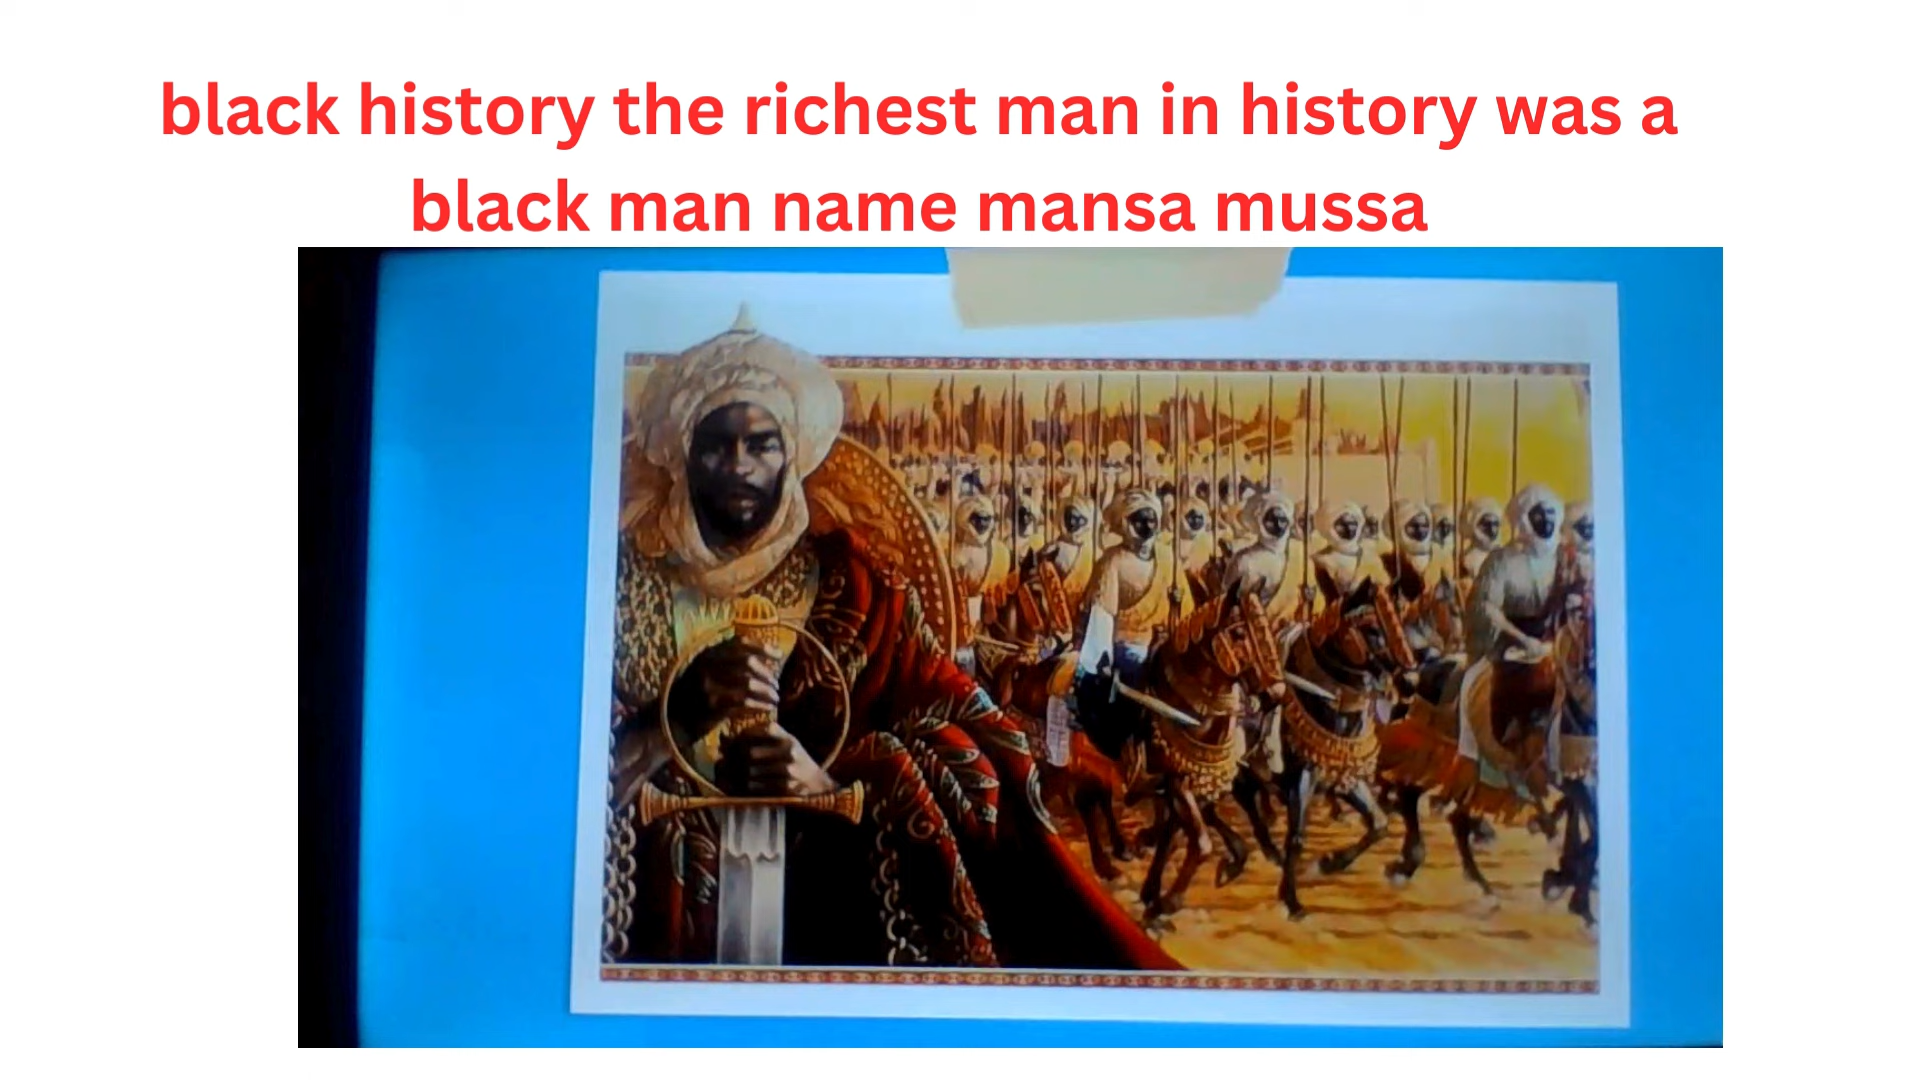 black history the richest man in history was a
black man name mansa mussa